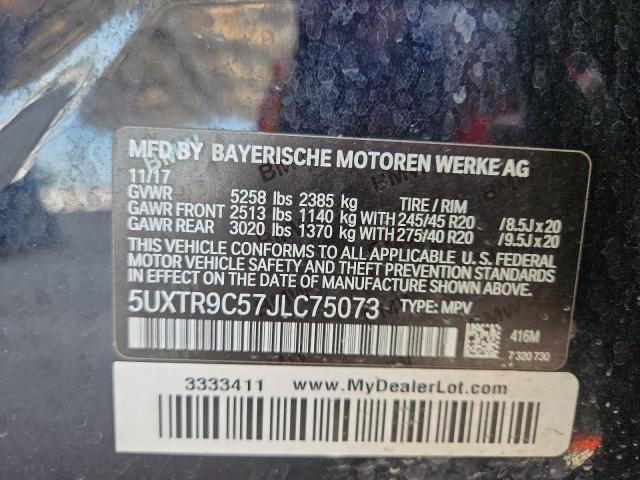 MFD BY BAYERISCHE MOTOREN WERKE AG
11/17
GVWR 5258 lbs 2385 kg TIRE / RIM
GAWR FRONT 2513 lbs 1140 kg WITH 245/45 R20 /8.5J x 20
GAWR REAR 3020 lbs 1370 kg WITH 275/40 R20 /9.5J x 20
THIS VEHICLE CONFORMS TO ALL APPLICABLE U. S. FEDERAL
MOTOR VEHICLE SAFETY AND THEFT PREVENTION STANDARDS
IN EFFECT ON THE DATE OF MANUFACTURE SHOWN ABOVE.
5UXTR9C57JLC75073 TYPE: MPV
416M
7 320 730
3333411 www.MyDealerLot.com